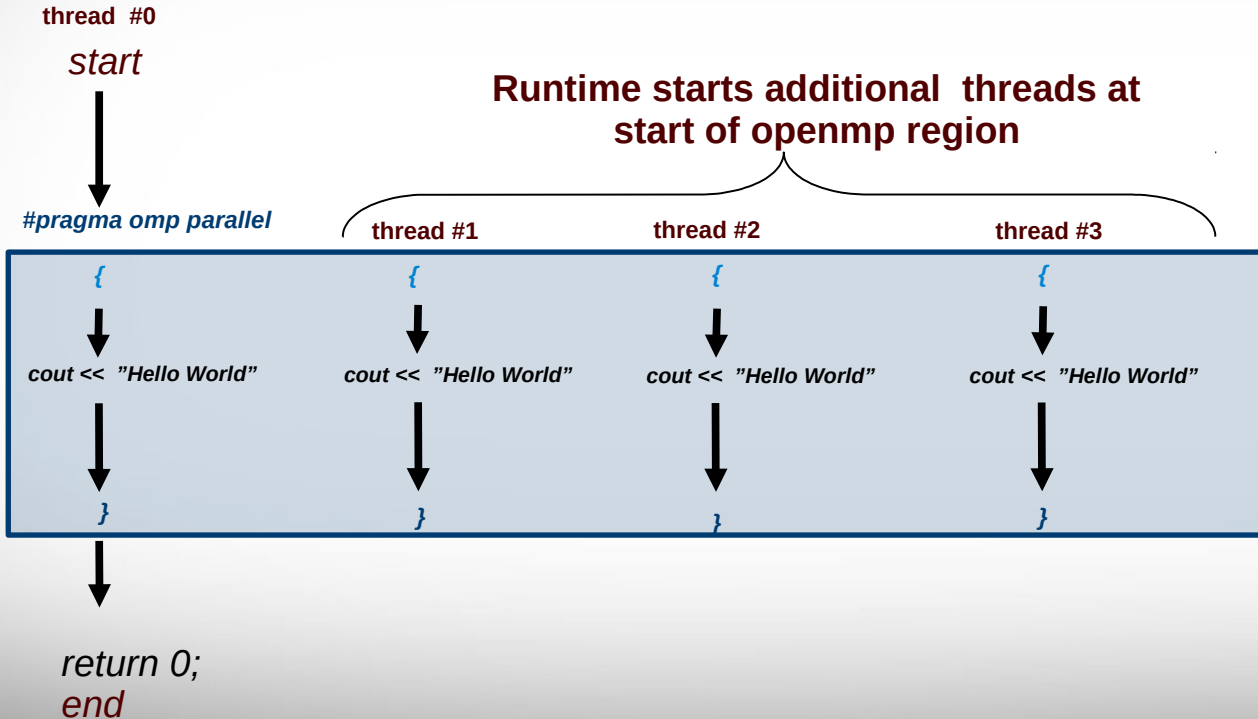 thread #0
start
Runtime starts additional threads at
start of openmp region
#pragma omp parallel
thread #1
thread #2
thread #3
{
{
{
{
cout << ”Hello World”
cout << ”Hello World”
cout << ”Hello World”
cout << ”Hello World”
}
}
}
}
return 0;
end